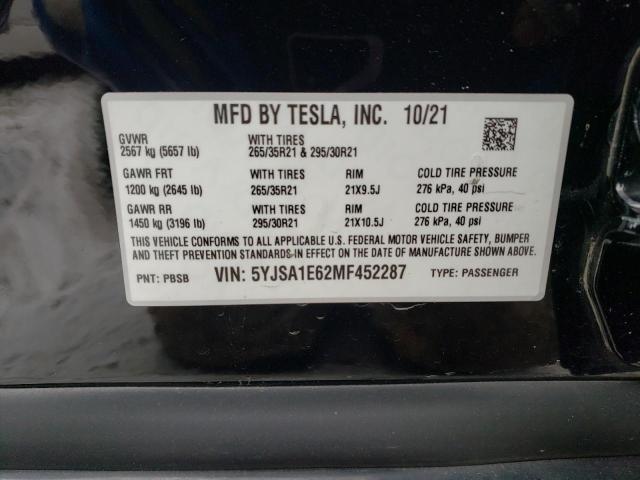 MFD BY TESLA, INC. 10/21
GVWR WITH TIRES
2567 kg (5657 lb) 265/35R21 & 295/30R21
GAWR FRT WITH TIRES RIM COLD TIRE PRESSURE
1200 kg (2645 lb) 265/35R21 21X9.5J 276 kPa, 40 psi
GAWR RR WITH TIRES RIM COLD TIRE PRESSURE
1450 kg (3196 lb) 295/30R21 21X10.5J 276 kPa, 40 psi
THIS VEHICLE CONFORMS TO ALL APPLICABLE U.S. FEDERAL MOTOR VEHICLE SAFETY, BUMPER
AND THEFT PREVENTION STANDARDS IN EFFECT ON THE DATE OF MANUFACTURE SHOWN ABOVE.
PNT: PBSB VIN: 5YJSA1E62MF452287 TYPE: PASSENGER